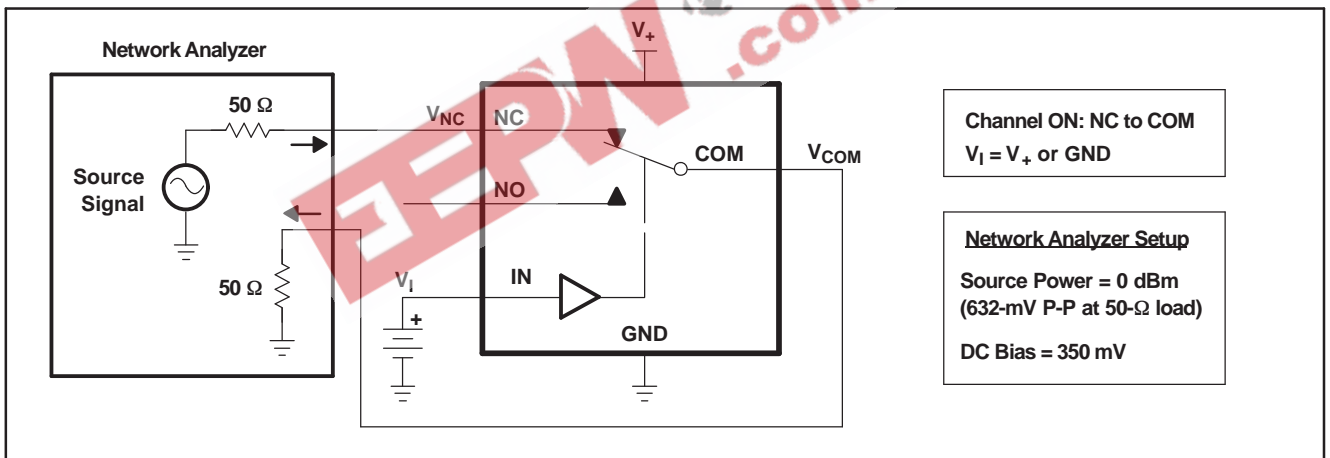 Network Analyzer
V+
50 Ω
VNC
NC
COM
VCOM
Source
Signal
NO
50 Ω
VI
IN
+
GND
Channel ON: NC to COM
VI = V+ or GND
Network Analyzer Setup
Source Power = 0 dBm
(632-mV P-P at 50-Ω load)
DC Bias = 350 mV
EEPW
.com